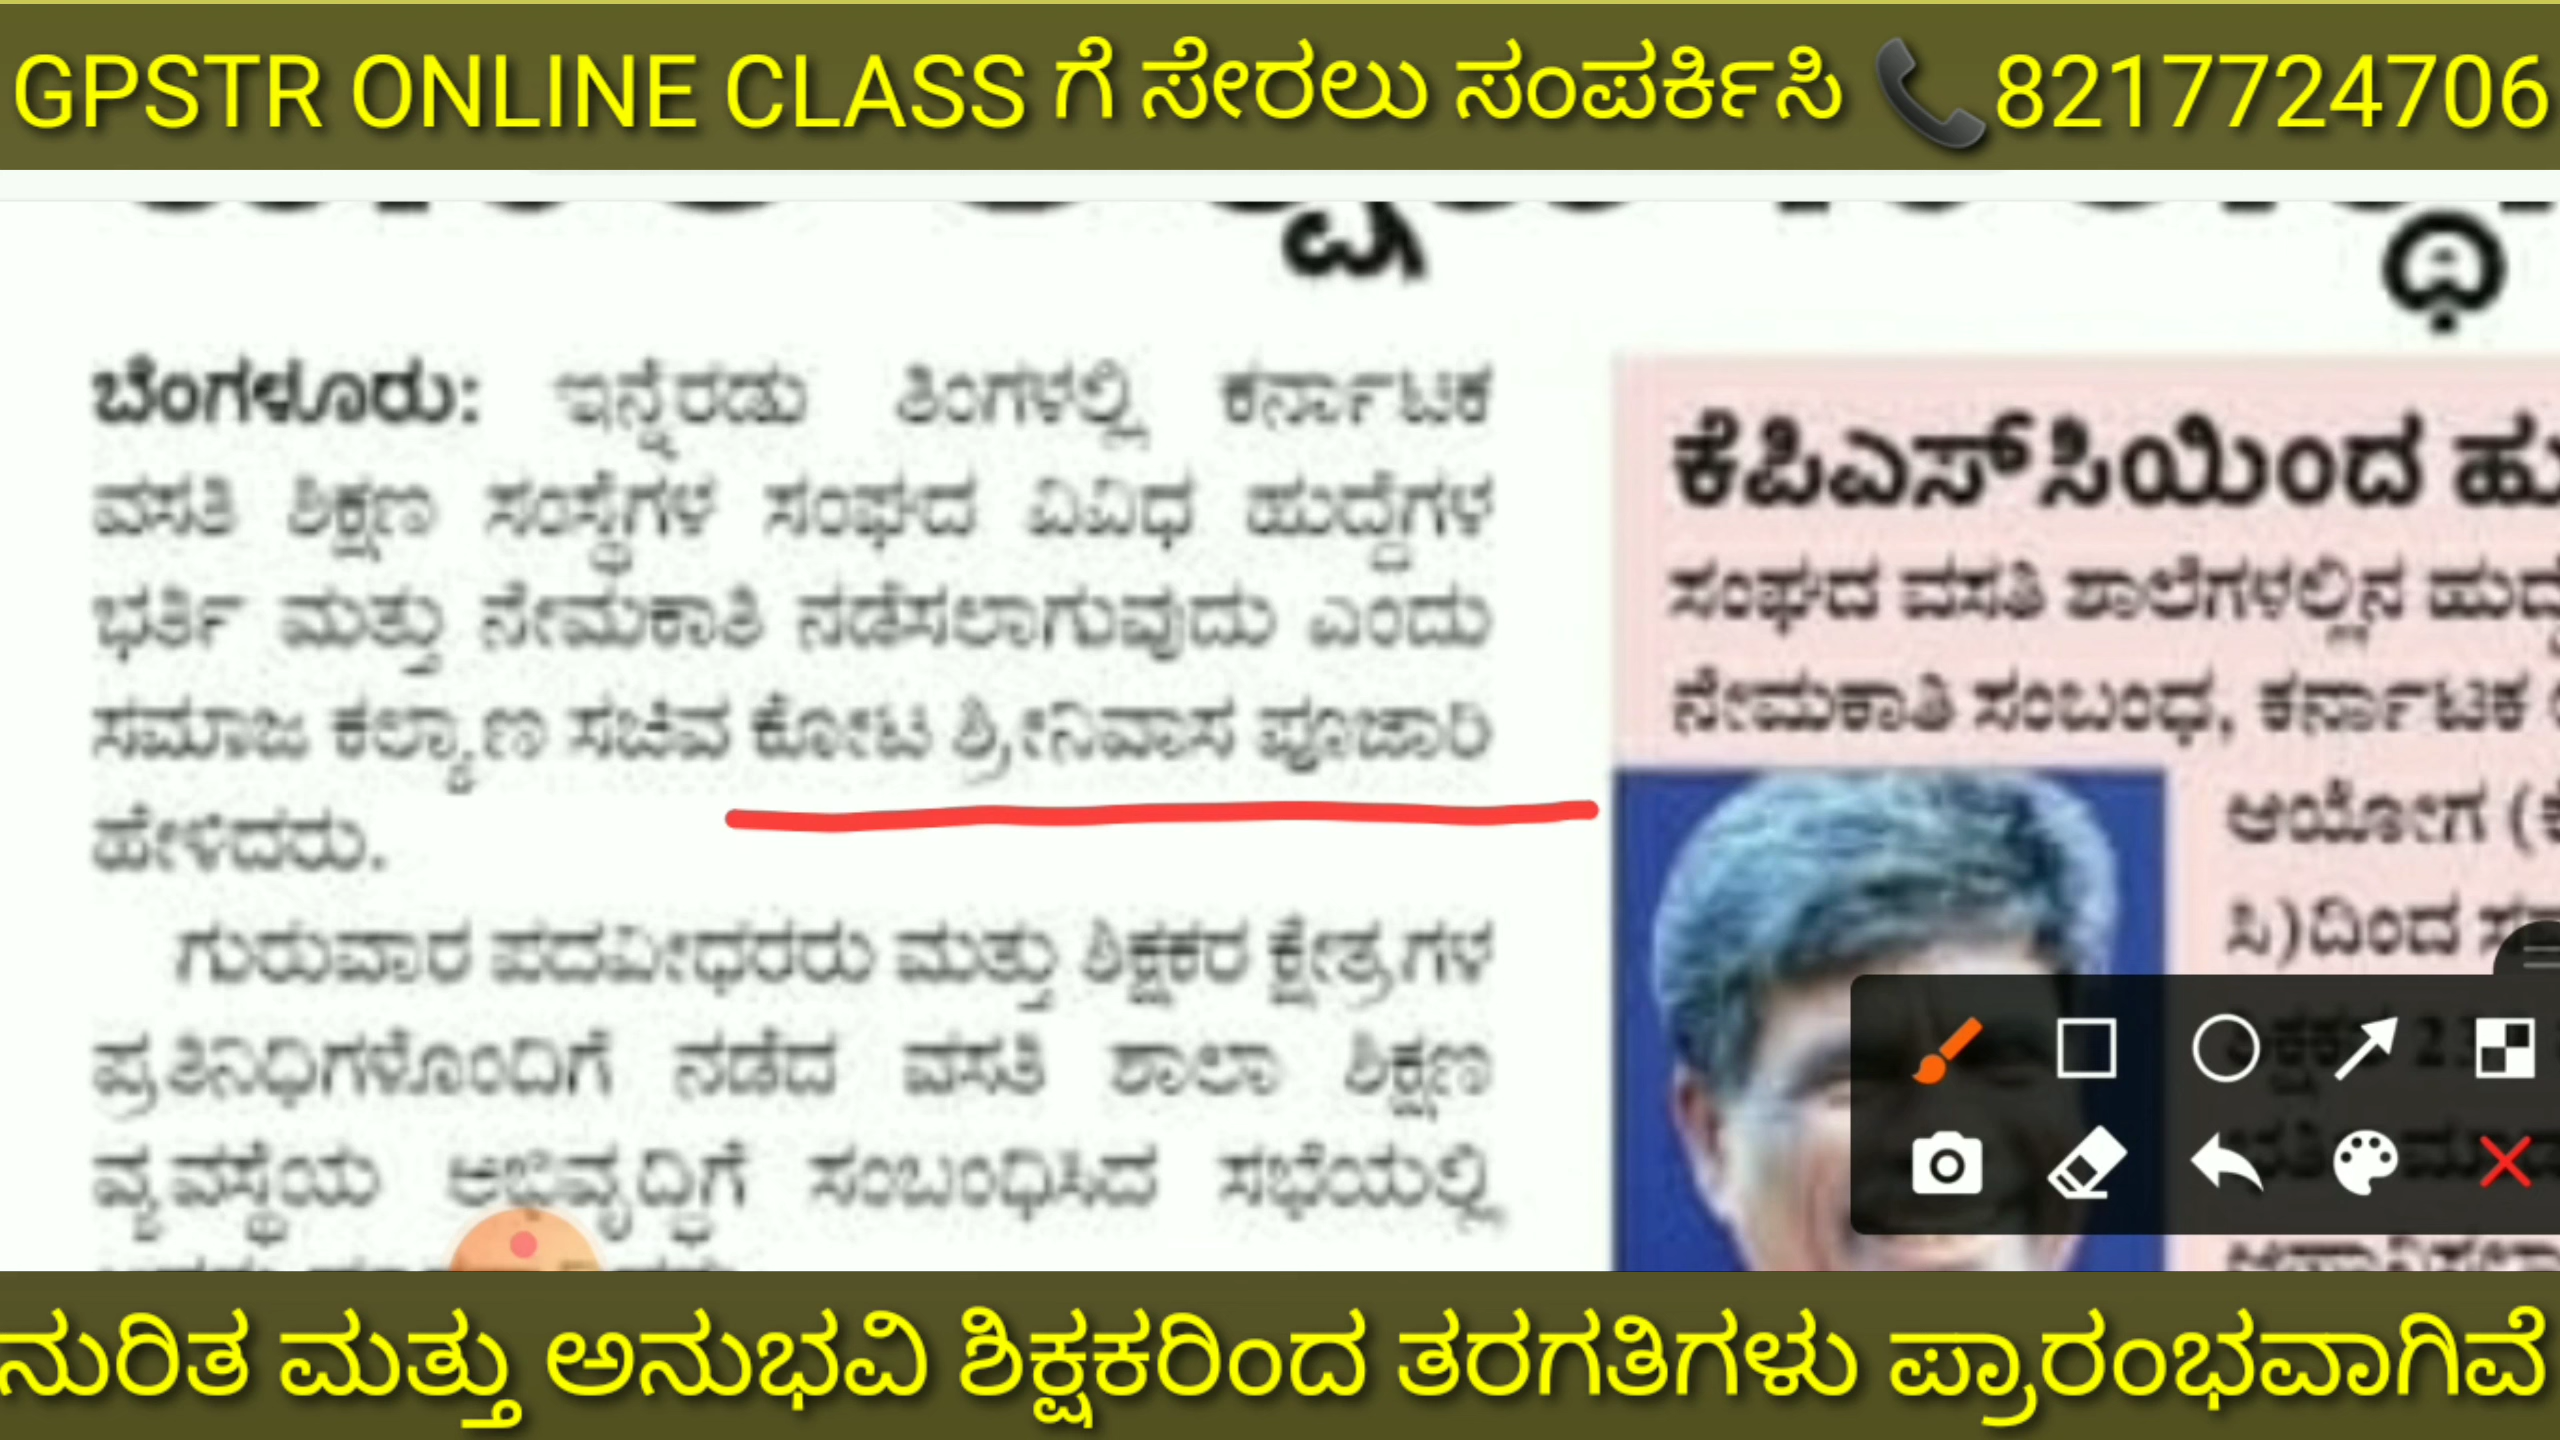 GPSTR ONLINE CLASS ಗೆ ಸೇರಲು ಸಂಪರ್ಕಿಸಿ 📞8217724706
ಬೆಂಗಳೂರು: ಇನ್ನೆರಡು ತಿಂಗಳಲ್ಲಿ ಕರ್ನಾಟಕ
ವಸತಿ ಶಿಕ್ಷಣ ಸಂಸ್ಥೆಗಳ ಸಂಘದ ವಿವಿಧ ಹುದ್ದೆಗಳ
ಭರ್ತಿ ಮತ್ತು ನೇಮಕಾತಿ ನಡೆಸಲಾಗುವುದು ಎಂದು
ಸಮಾಜ ಕಲ್ಯಾಣ ಸಚಿವ ಕೋಟ ಶ್ರೀನಿವಾಸ ಪೂಜಾರಿ
ಹೇಳಿದರು.
ಗುರುವಾರ ಪದವೀಧರರು ಮತ್ತು ಶಿಕ್ಷಕರ ಕ್ಷೇತ್ರಗಳ
ಪ್ರತಿನಿಧಿಗಳೊಂದಿಗೆ ನಡೆದ ವಸತಿ ಶಾಲಾ ಶಿಕ್ಷಣ
ವ್ಯವಸ್ಥೆಯ ಅಭಿವೃದ್ಧಿಗೆ ಸಂಬಂಧಿಸಿದ ಸಭೆಯಲ್ಲಿ
ಕೆಪಿಎಸ್‌ಸಿಯಿಂದ
ಸಂಘದ ವಸತಿ ಶಾಲೆಗಳಲ್ಲಿನ
ನೇಮಕಾತಿ ಸಂಬಂಧ, ಕರ್ನಾಟಕ
ಆಯೋಗ
ಸಿ)ದಿಂದ
ನುರಿತ ಮತ್ತು ಅನುಭವಿ ಶಿಕ್ಷಕರಿಂದ ತರಗತಿಗಳು ಪ್ರಾರಂಭವಾಗಿವೆ